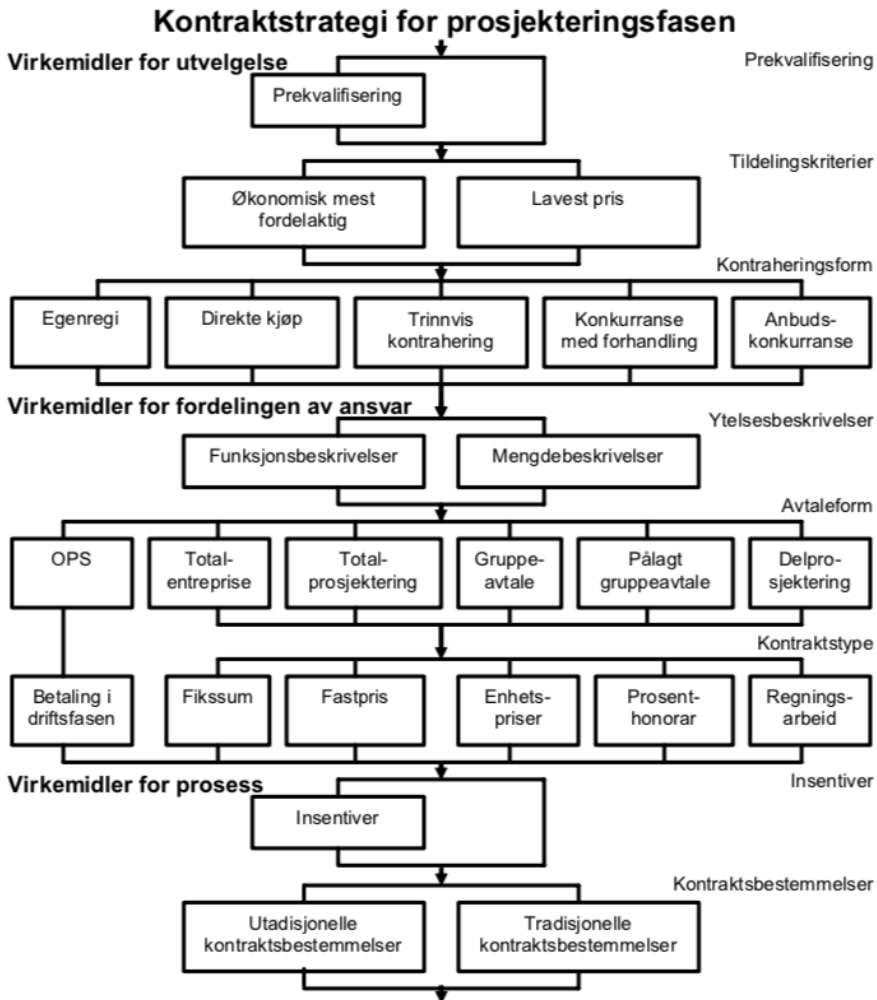 Kontraktstrategi for prosjekteringsfasen
Virkemidler for utvelgelse
Prekvalifisering
Prekvalifisering
Tildelingskriterier
Økonomisk mest
fordelaktig
Lavest pris
Kontraheringsform
Egenregi
Direkte kjøp
Trinnvis
kontrahering
Konkurranse
med forhandling
Anbuds-
konkurranse
Virkemidler for fordelingen av ansvar
Ytelsesbeskrivelser
Funksjonsbeskrivelser
Mengdebeskrivelser
Avtaleform
OPS
Total-
entreprise
Total-
prosjektering
Gruppe-
avtale
Pålagt
gruppeavtale
Delpro-
sjektering
Kontraktstype
Betaling i
driftsfasen
Fikssum
Fastpris
Enhets-
priser
Prosent-
honorar
Regnings-
arbeid
Virkemidler for prosess
Insentiver
Insentiver
Kontraktsbestemmelser
Utadisjonelle
kontraktsbestemmelser
Tradisjonelle
kontraktsbestemmelser